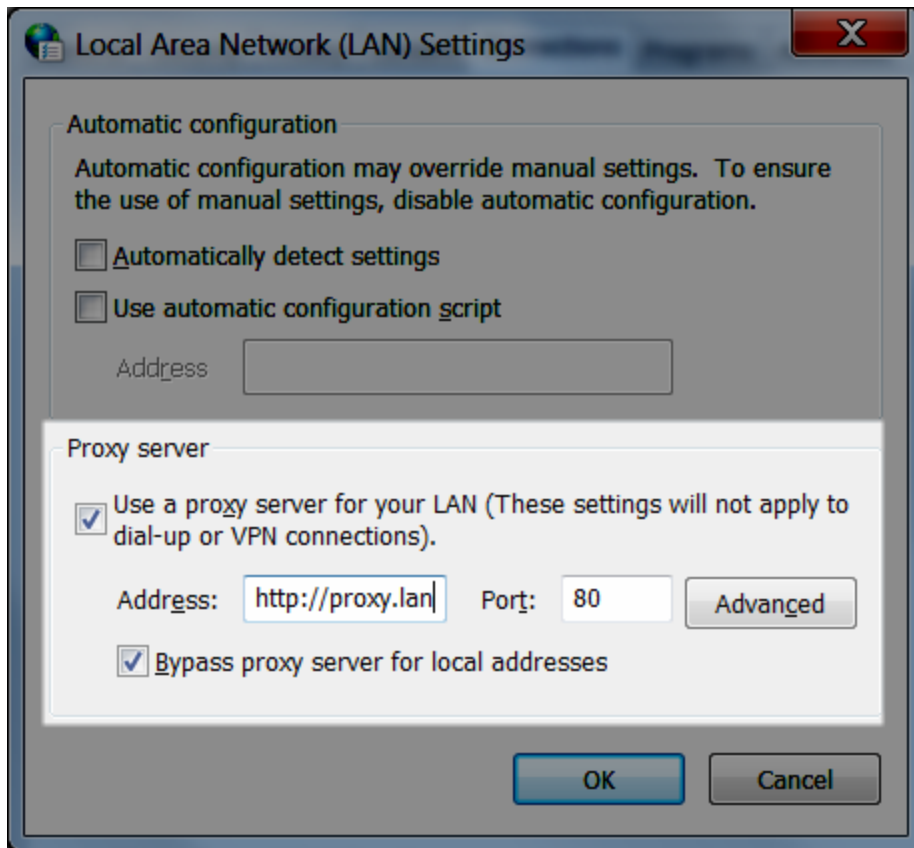 Local Area Network (LAN) Settings
Automatic configuration
Automatic configuration may override manual settings. To ensure
the use of manual settings, disable automatic configuration.
Automatically detect settings
Use automatic configuration script
Address
Proxy server
Use a proxy server for your LAN (These settings will not apply to
dial-up or VPN connections).
Address: http://proxy.lan Port: 80 Advanced
Bypass proxy server for local addresses
OK Cancel